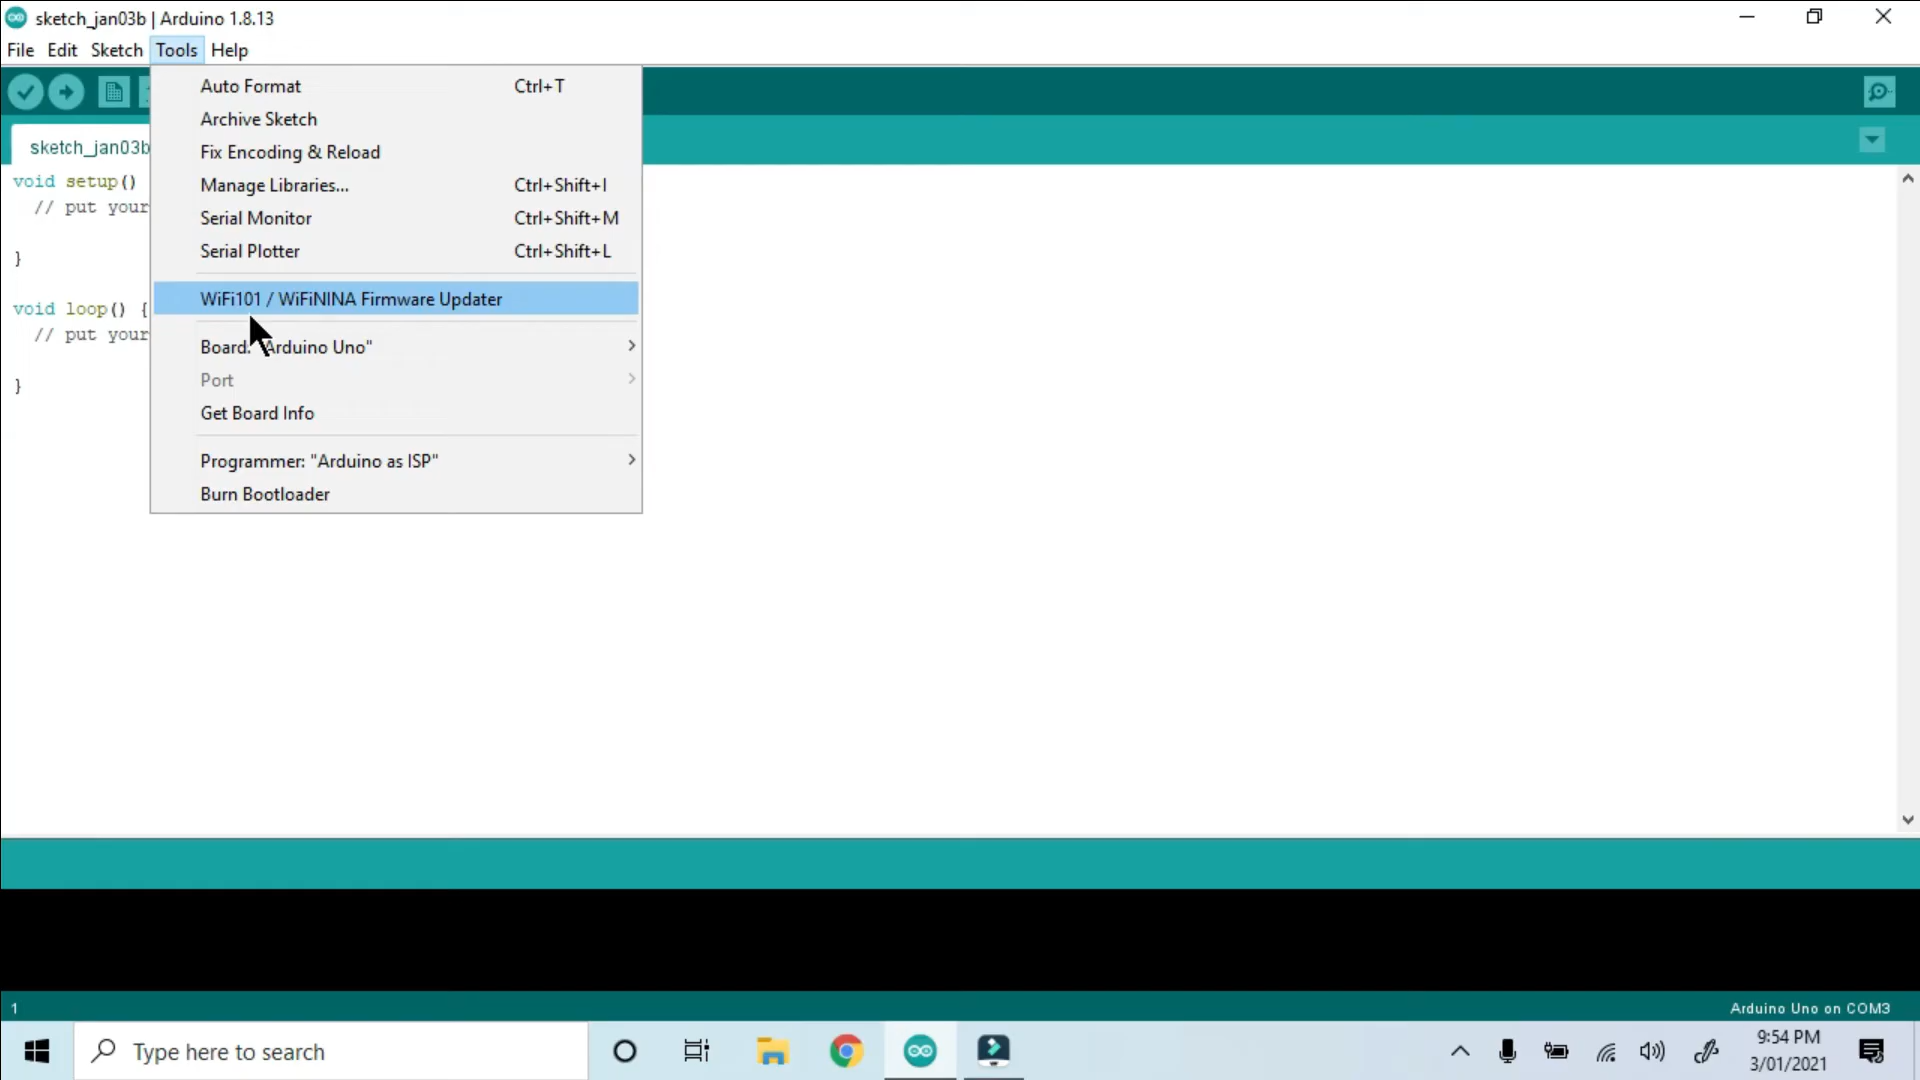 sketch_jan03b | Arduino 1.8.13
File Edit Sketch Tools Help
Auto Format Ctrl+T
Archive Sketch
Fix Encoding & Reload
Manage Libraries... Ctrl+Shift+I
Serial Monitor Ctrl+Shift+M
Serial Plotter Ctrl+Shift+L
WiFi101 / WiFiNINA Firmware Updater
Board: "Arduino Uno"
Port
Get Board Info
Programmer: "Arduino as ISP"
Burn Bootloader
sketch_jan03b
void setup()
// put your
}
void loop() {
// put your
}
1
Arduino Uno on COM3
Type here to search
9:54 PM
3/01/2021